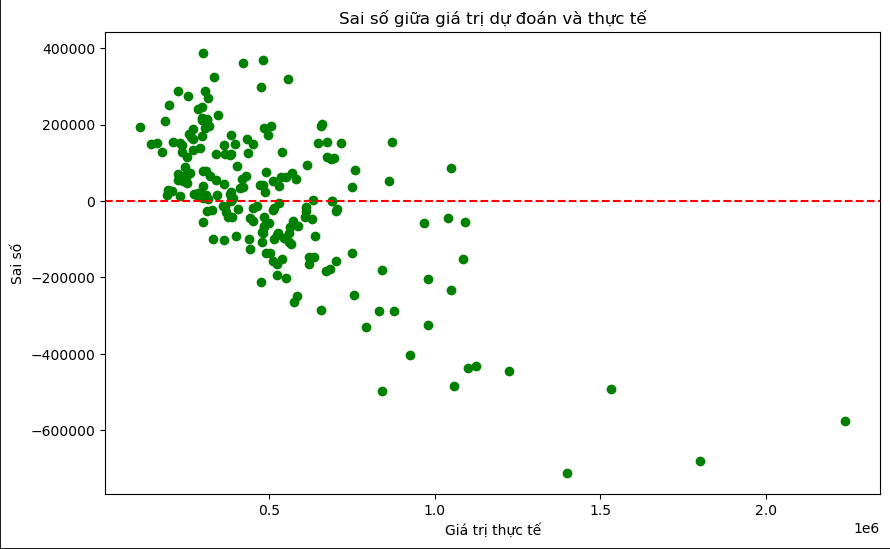 Sai số giữa giá trị dự đoán và thực tế
400000
200000
0
−200000
−400000
−600000
Sai số
0.5
1.0
1.5
2.0
1e6
Giá trị thực tế